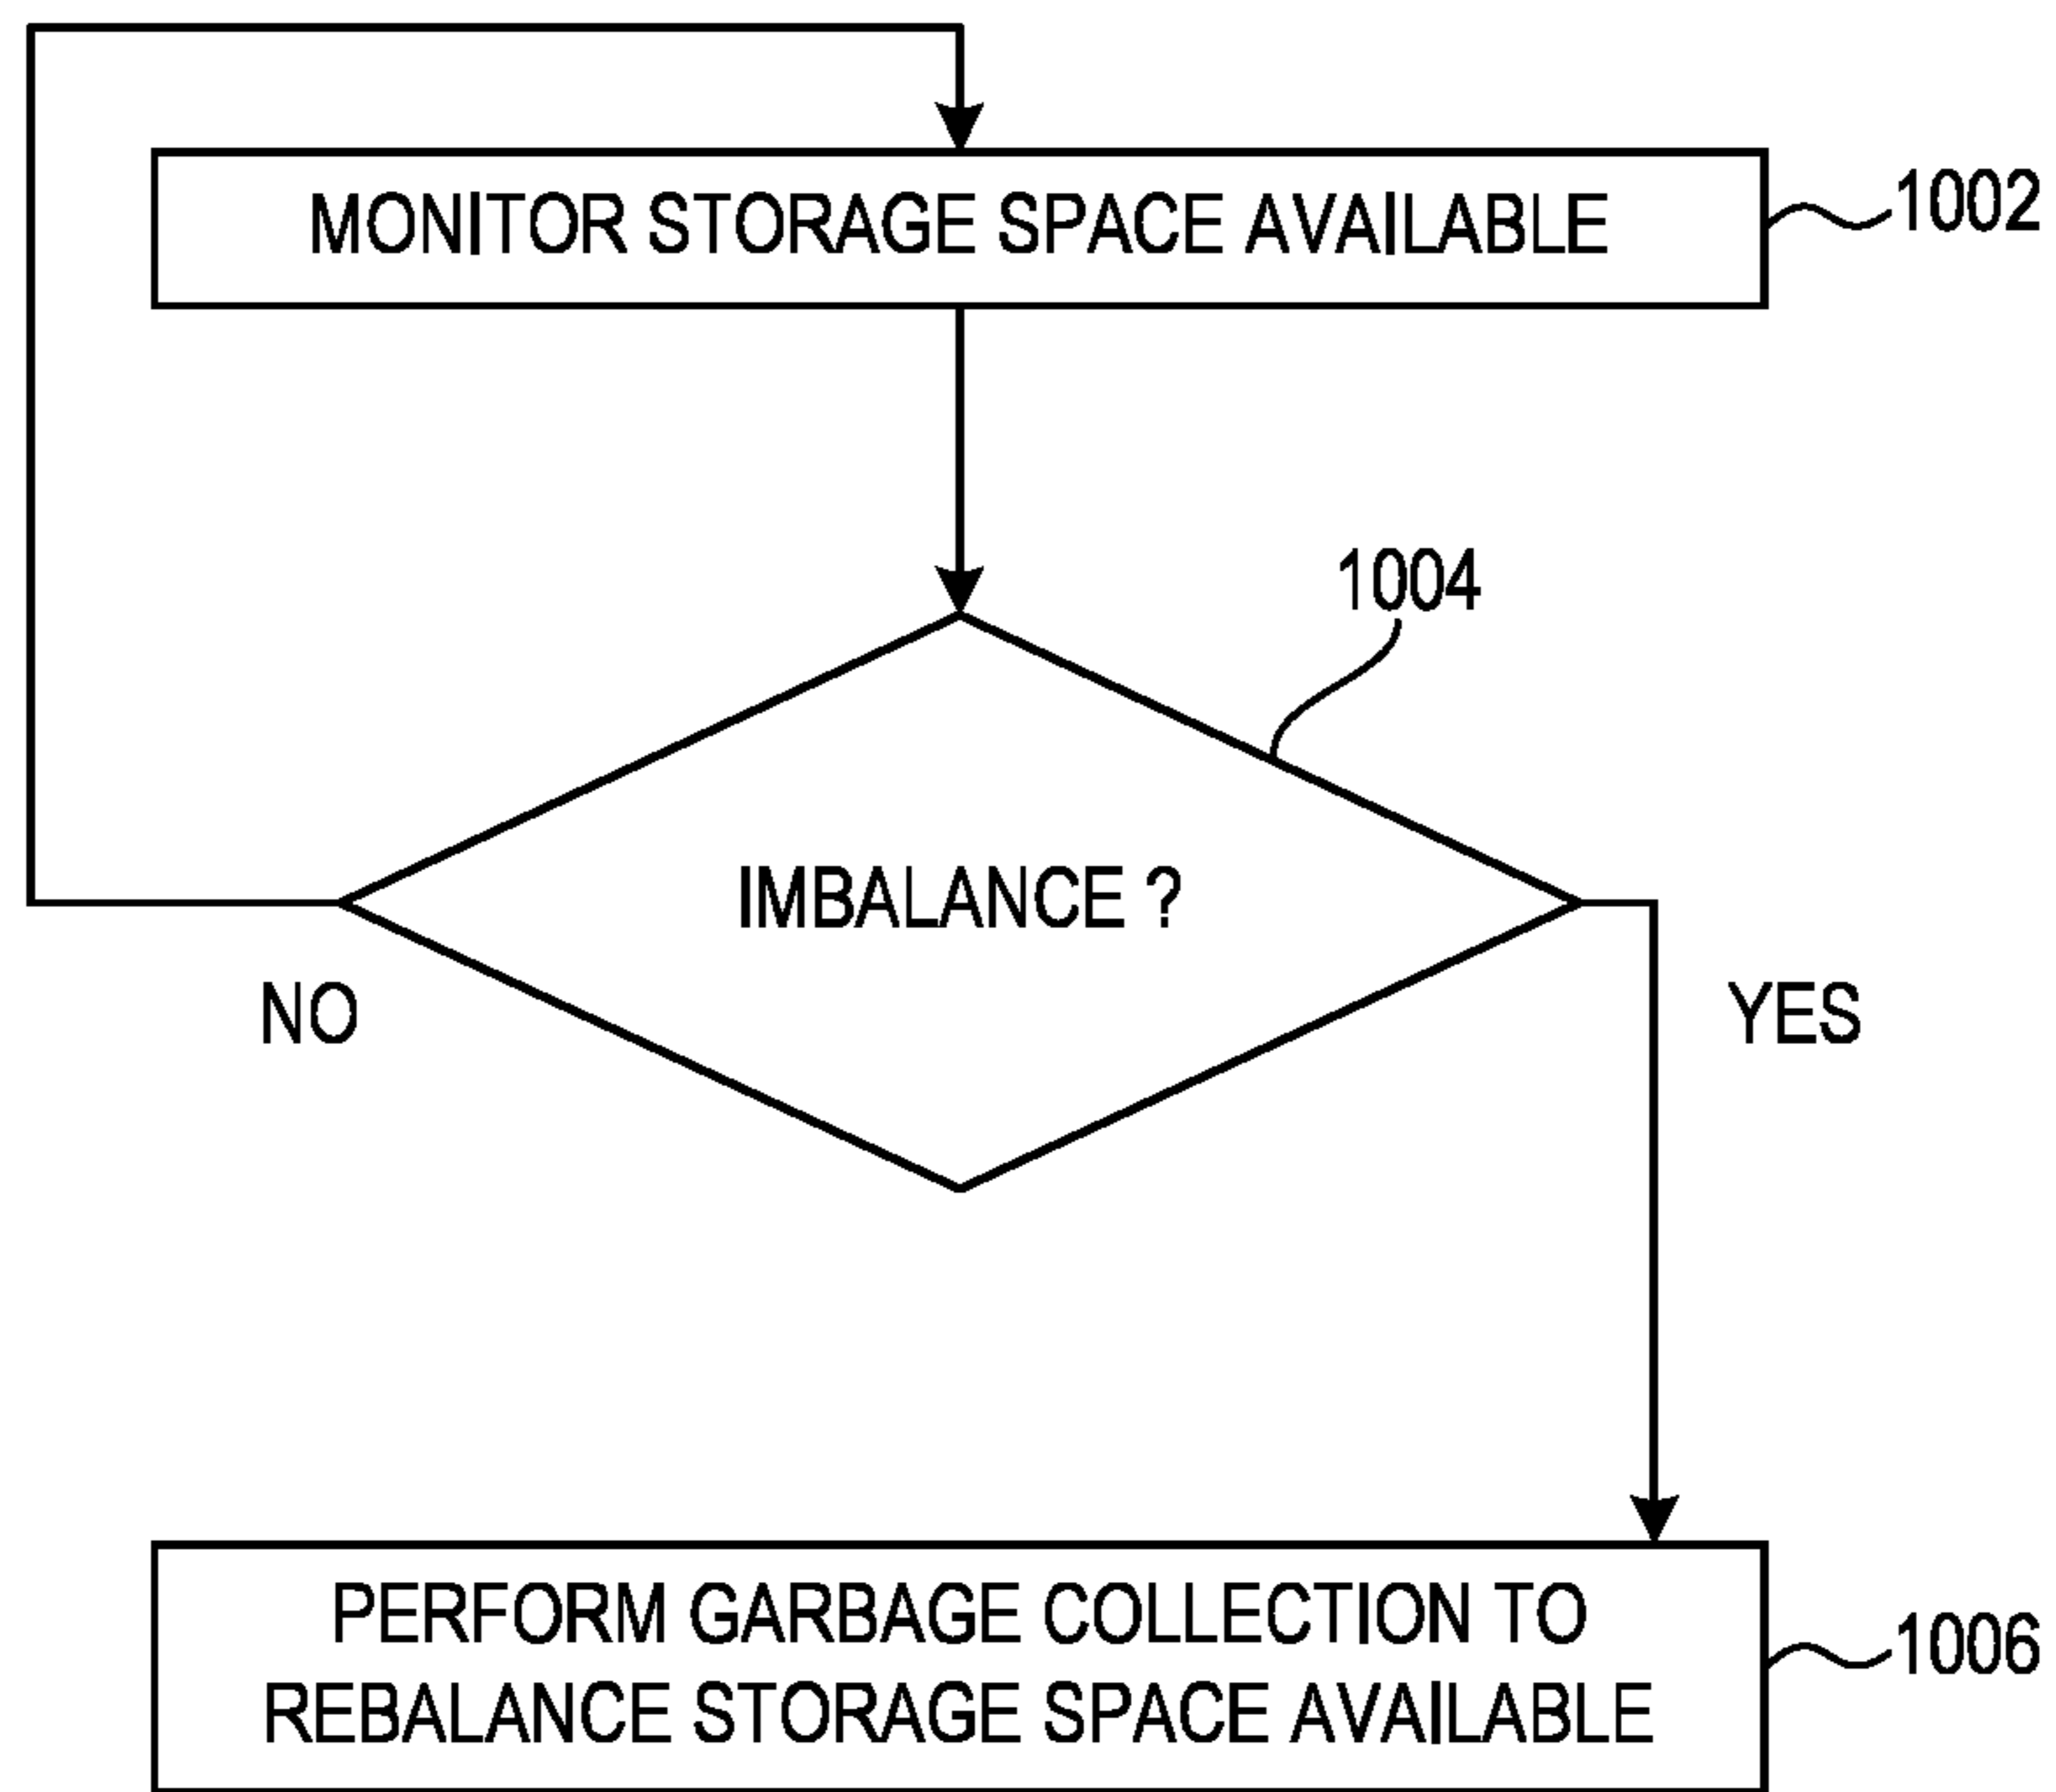 MONITOR STORAGE SPACE AVAILABLE
1002
1004
IMBALANCE ?
NO
YES
PERFORM GARBAGE COLLECTION TO
REBALANCE STORAGE SPACE AVAILABLE
1006